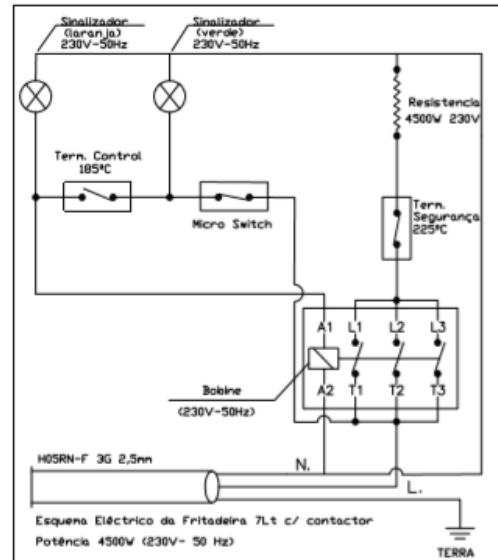 Sinalizador
(laranja)
230V-50Hz
Sinalizador
(verde)
230V-50Hz
Resistencia
4500W 230V
Term. Control
185ºC
Micro Switch
Term.
Segurança
225ºC
A1 L1 L2 L3
A2 T1 T2 T3
Bobine
(230V-50Hz)
H05RN-F 3G 2,5mm
N.
L.
Esquema Eléctrico da Fritadeira 7Lt c/ contactor
Potência 4500W (230V- 50 Hz)
TERRA